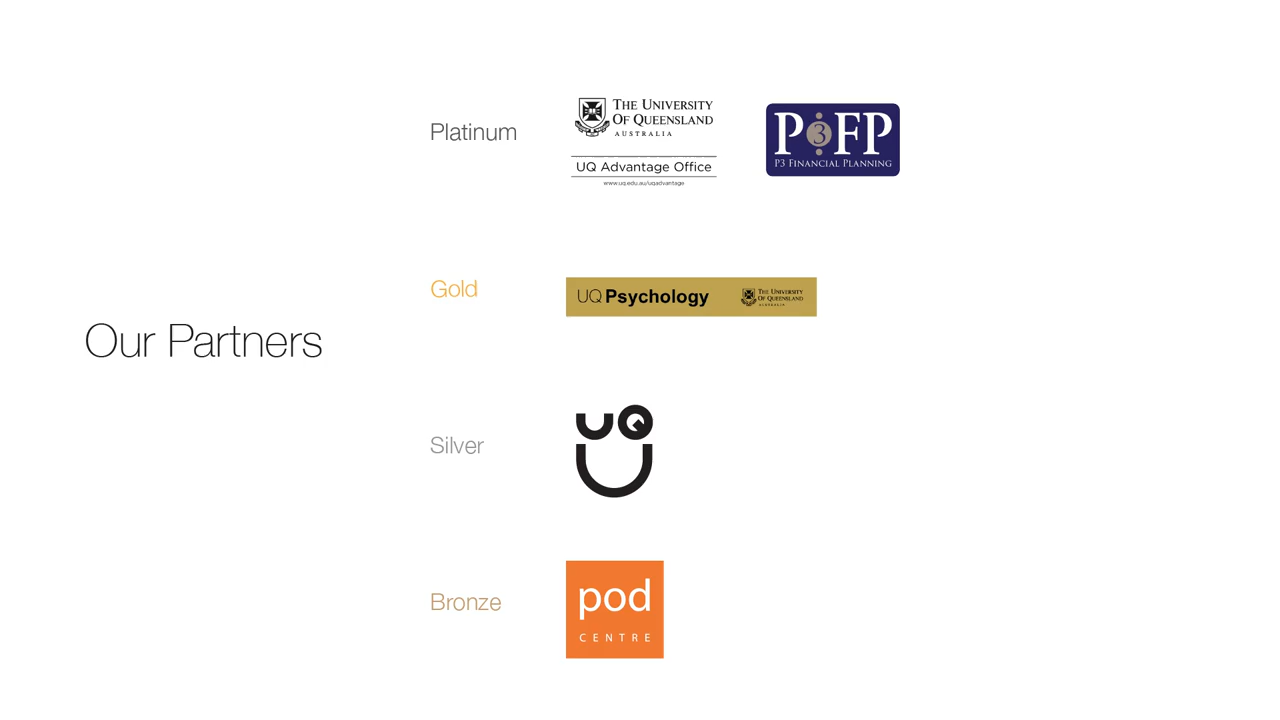 Our Partners
Platinum
THE UNIVERSITY
OF QUEENSLAND
AUSTRALIA
UQ Advantage Office
www.uq.edu.au/uqadvantage
P3FP
P3 FINANCIAL PLANNING
Gold
UQ Psychology
THE UNIVERSITY
OF QUEENSLAND
AUSTRALIA
Silver
UQ
U
Bronze
pod
CENTRE